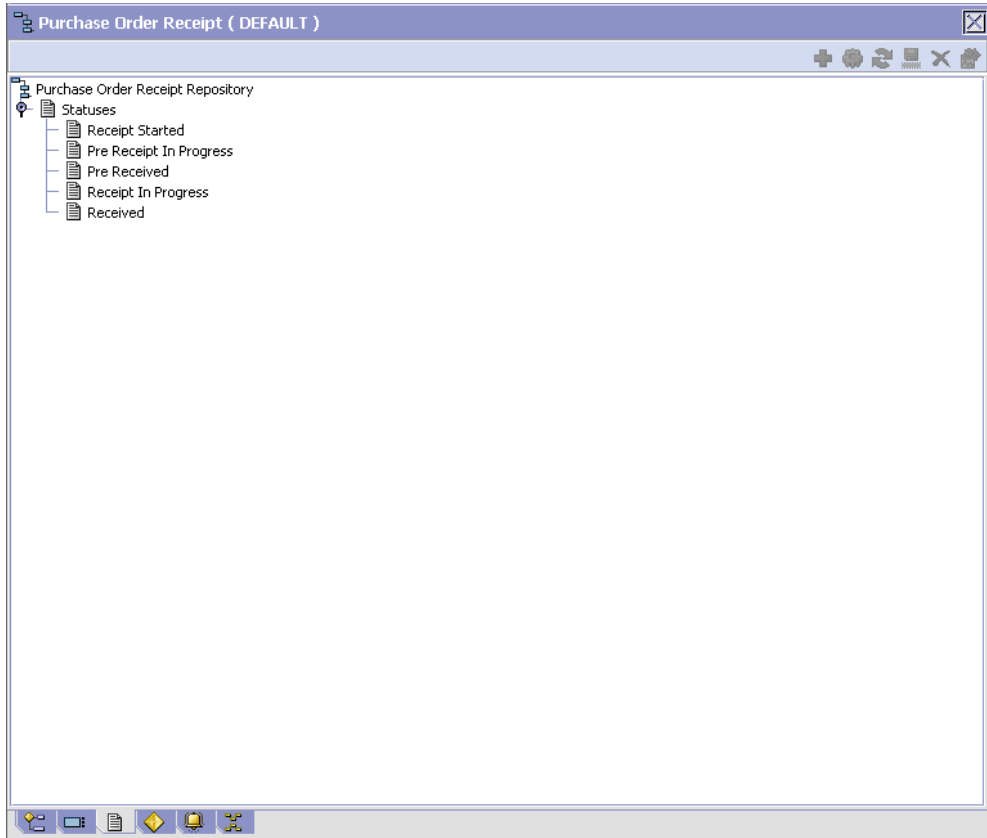 Purchase Order Receipt ( DEFAULT )
Purchase Order Receipt Repository
Statuses
Receipt Started
Pre Receipt In Progress
Pre Received
Receipt In Progress
Received